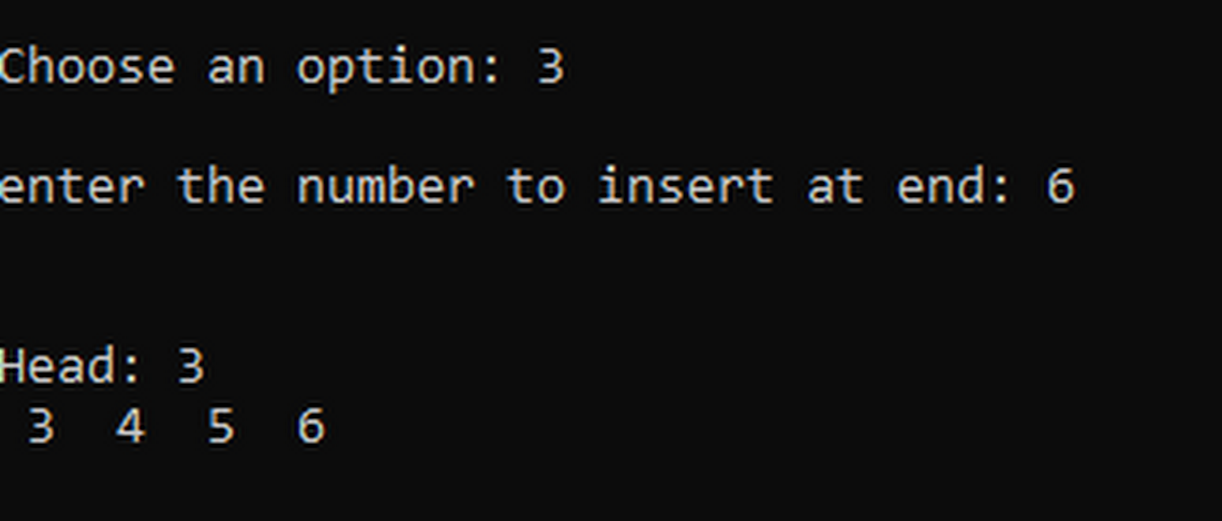 Choose an option: 3
enter the number to insert at end: 6
Head: 3
3 4 5 6